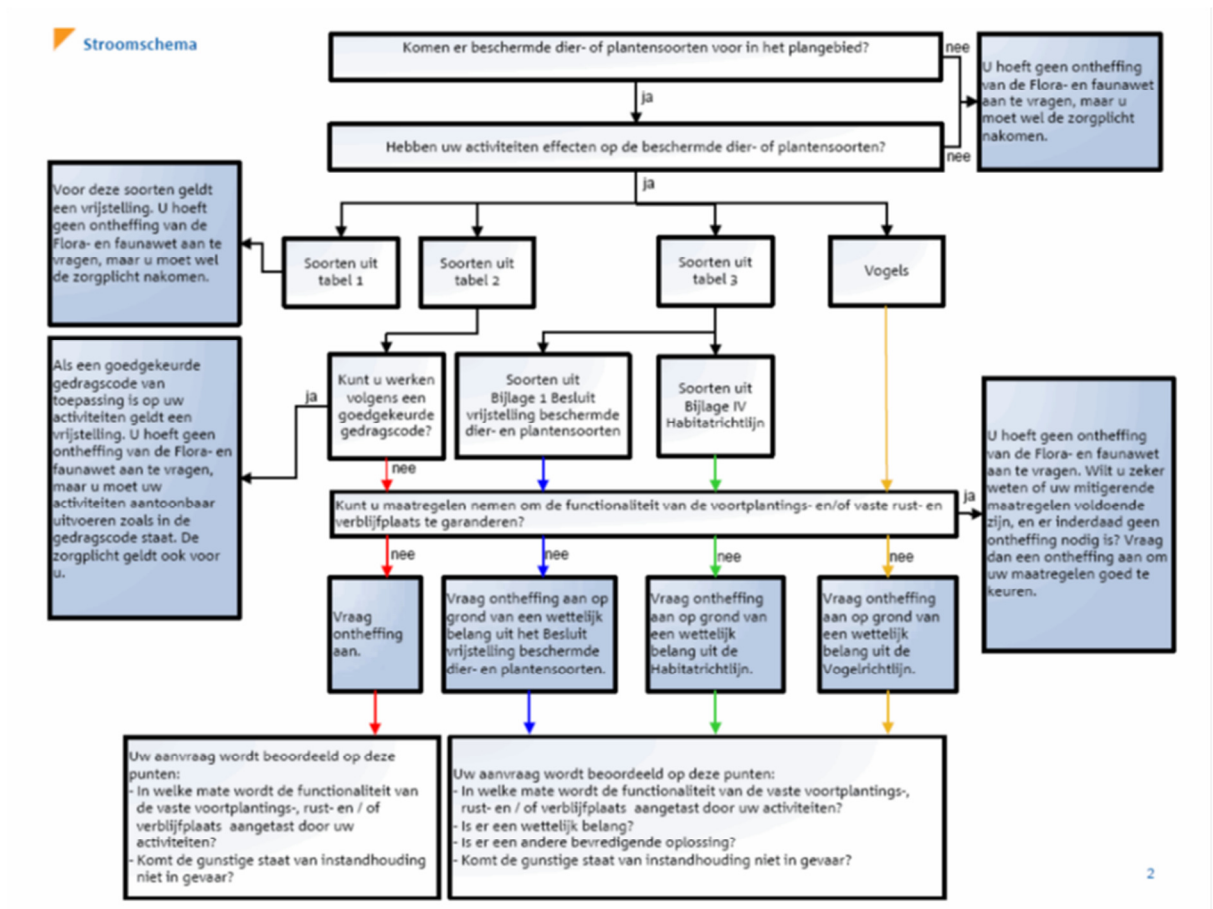 Stroomschema
Komen er beschermde dier- of plantensoorten voor in het plangebied?
nee
U hoeft geen ontheffing
van de Flora- en faunawet
aan te vragen, maar u
moet wel de zorgplicht
nakomen.
ja
Hebben uw activiteiten effecten op de beschermde dier- of plantensoorten?
nee
ja
Voor deze soorten geldt
een vrijstelling. U hoeft
geen ontheffing van de
Flora- en faunawet aan te
vragen, maar u moet wel
de zorgplicht nakomen.
Soorten uit
tabel 1
Soorten uit
tabel 2
Soorten uit
tabel 3
Vogels
Als een goedgekeurde
gedragscode van
toepassing is op uw
activiteiten geldt een
vrijstelling. U hoeft geen
ontheffing van de Flora- en
faunawet aan te vragen,
maar u moet uw
activiteiten aantoonbaar
uitvoeren zoals in de
gedragscode staat. De
zorgplicht geldt ook voor
u.
ja
Kunt u werken
volgens een
goedgekeurde
gedragscode?
Soorten uit
Bijlage 1 Besluit
vrijstelling beschermde
dier- en plantensoorten
Soorten uit
Bijlage IV
Habitatrichtlijn
nee
Kunt u maatregelen nemen om de functionaliteit van de voortplantings- en/of vaste rust- en
verblijfplaats te garanderen?
ja
U hoeft geen ontheffing
van de Flora- en faunawet
aan te vragen. Wilt u zeker
weten of uw mitigerende
maatregelen voldoende
zijn, en er inderdaad geen
ontheffing nodig is? Vraag
dan een ontheffing aan om
uw maatregelen goed te
keuren.
nee
nee
nee
nee
Vraag
ontheffing
aan.
Vraag ontheffing aan op
grond van een wettelijk
belang uit het Besluit
vrijstelling beschermde
dier- en plantensoorten.
Vraag ontheffing
aan op grond van
een wettelijk
belang uit de
Habitatrichtlijn.
Vraag ontheffing
aan op grond van
een wettelijk
belang uit de
Vogelrichtlijn.
Uw aanvraag wordt beoordeeld op deze
punten:
- In welke mate wordt de functionaliteit van
de vaste voortplantings-, rust- en / of
verblijfplaats aangetast door uw
activiteiten?
- Komt de gunstige staat van instandhouding
niet in gevaar?
Uw aanvraag wordt beoordeeld op deze punten:
- In welke mate wordt de functionaliteit van de vaste voortplantings-,
rust- en / of verblijfplaats aangetast door uw activiteiten?
- Is er een wettelijk belang?
- Is er een andere bevredigende oplossing?
- Komt de gunstige staat van instandhouding niet in gevaar?
2